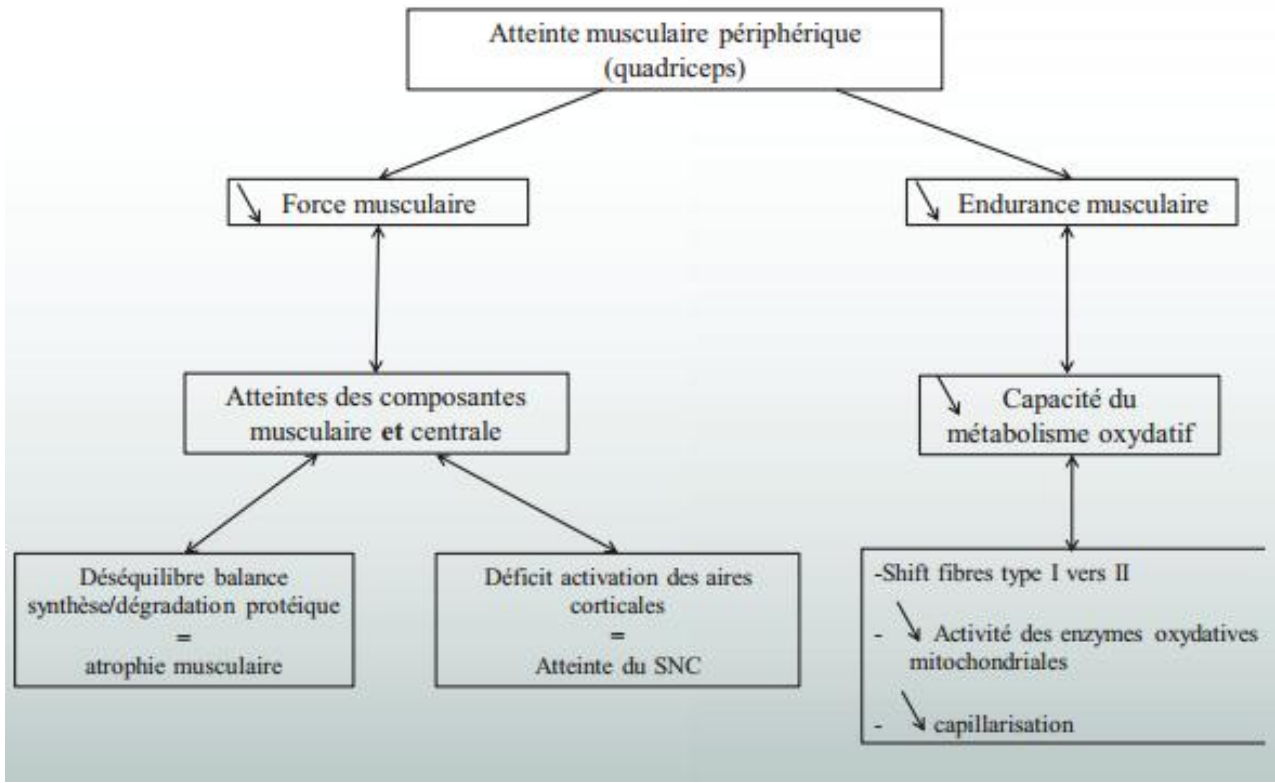 Atteinte musculaire périphérique
(quadriceps)
Force musculaire
Endurance musculaire
Atteintes des composantes
musculaire et centrale
Capacité du
métabolisme oxydatif
Déséquilibre balance
synthèse/dégradation protéique
=
atrophie musculaire
Déficit activation des aires
corticales
=
Atteinte du SNC
-Shift fibres type I vers II
- Activité des enzymes oxydatives
mitochondriales
- capillarisation